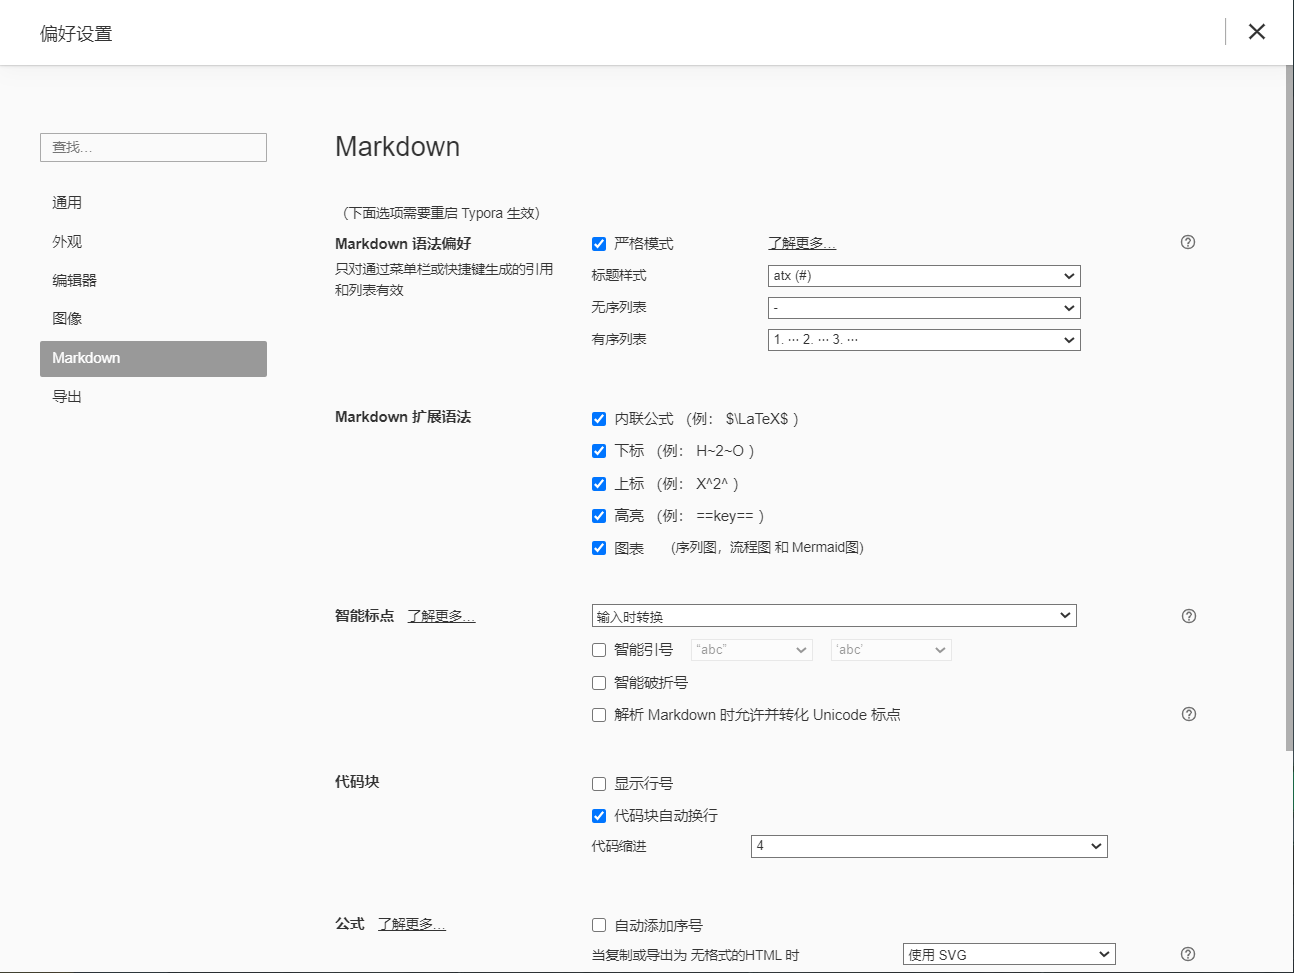 偏好设置
查找...
通用
外观
编辑器
图像
Markdown
导出
Markdown
（下面选项需要重启 Typora 生效）
Markdown 语法偏好
只对通过菜单栏或快捷键生成的引用
和列表有效
严格模式 了解更多...
标题样式 atx (#)
无序列表 -
有序列表 1. ··· 2. ··· 3. ···
Markdown 扩展语法
内联公式 (例： $\LaTeX$ )
下标 (例： H~2~O )
上标 (例： X^2^ )
高亮 (例： ==key== )
图表 (序列图，流程图 和 Mermaid图)
智能标点 了解更多... 输入时转换
智能引号 “abc” ‘abc’
智能破折号
解析 Markdown 时允许并转化 Unicode 标点
代码块
显示行号
代码块自动换行
代码缩进 4
公式 了解更多... 自动添加序号
当复制或导出为 无格式的HTML 时 使用 SVG